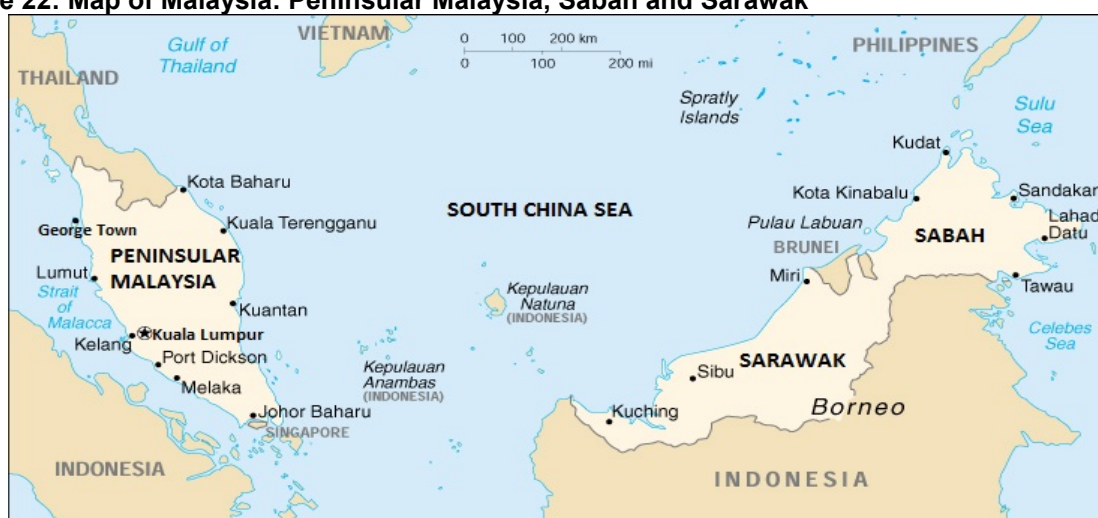 e 22: Map of Malaysia: Peninsular Malaysia, Sabah and Sarawak
VIETNAM
0 100 200 km
0 100 200 mi
PHILIPPINES
Gulf of
Thailand
THAILAND
Spratly
Islands
Sulu
Sea
Kudat
Kota Baharu
Kota Kinabalu
Sandakan
SOUTH CHINA SEA
Lahad
Datu
Kuala Terengganu
Pulau Labuan
George Town
SABAH
BRUNEI
PENINSULAR
MALAYSIA
Lumut
Miri
Tawau
Strait
of
Malacca
Kepulauan
Natuna
(INDONESIA)
Kuantan
Celebes
Sea
Kuala Lumpur
Kelang
Port Dickson
SARAWAK
Kepulauan
Anambas
(INDONESIA)
Sibu
Melaka
Borneo
Johor Baharu
Kuching
SINGAPORE
INDONESIA
INDONESIA